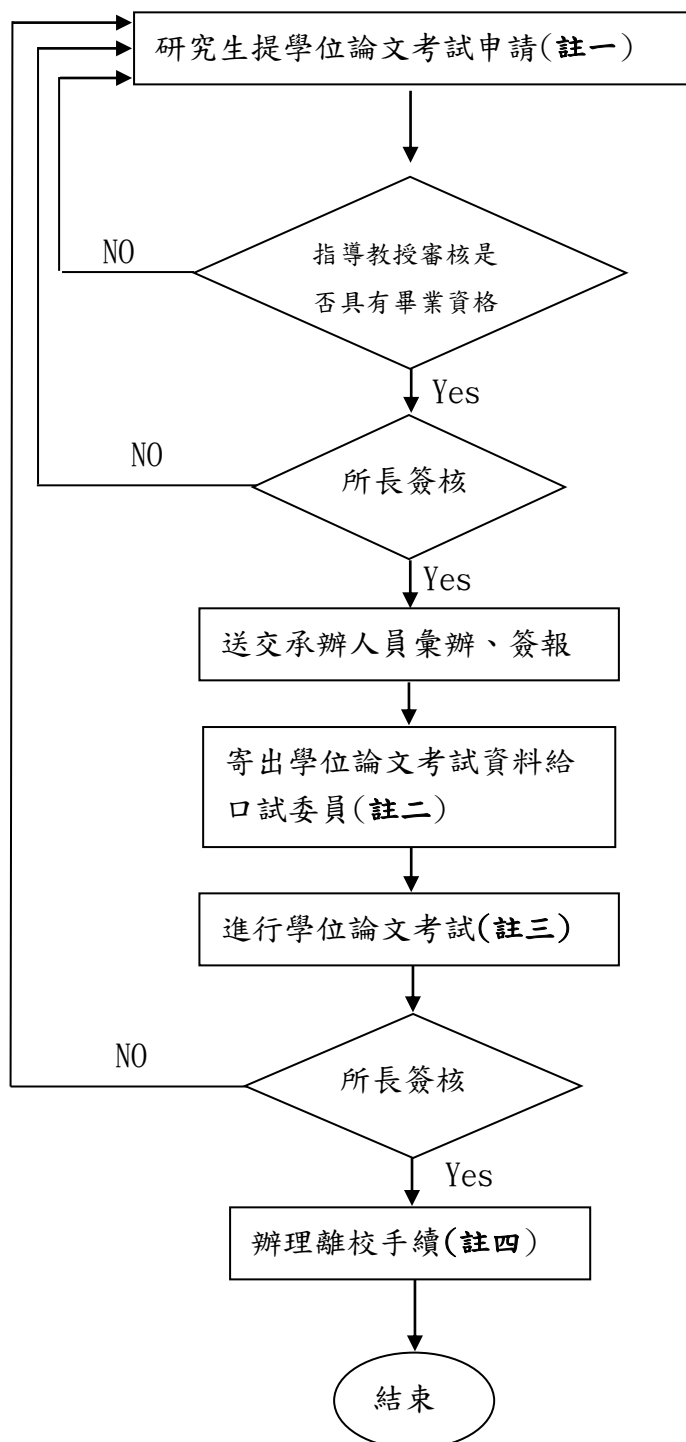 研究生提學位論文考試申請(註一)
NO
指導教授審核是
否具有畢業資格
Yes
NO
所長簽核
Yes
送交承辦人員彙辦、簽報
寄出學位論文考試資料給
口試委員(註二)
進行學位論文考試(註三)
NO
所長簽核
Yes
辦理離校手續(註四)
結束